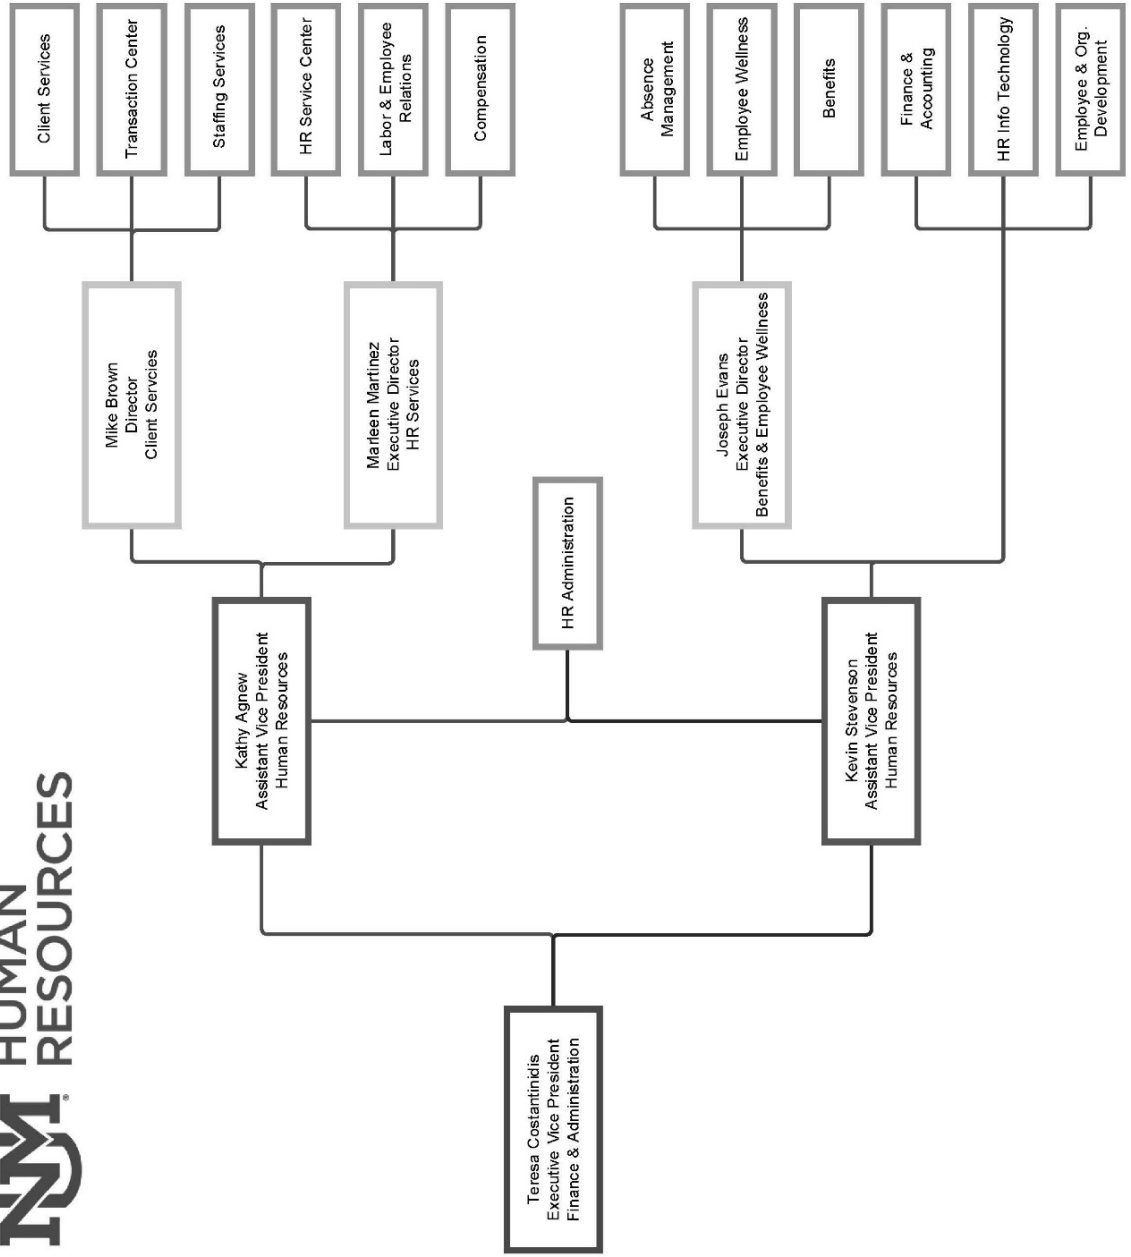 UNM
HUMAN
RESOURCES
Teresa Costantinidis
Executive Vice President
Finance & Administration
Kathy Agnew
Assistant Vice President
Human Resources
Kevin Stevenson
Assistant Vice President
Human Resources
HR Administration
Mike Brown
Director
Client Servcies
Marleen Martinez
Executive Director
HR Services
Joseph Evans
Executive Director
Benefits & Employee Wellness
Client Services
Transaction Center
Staffing Services
HR Service Center
Labor & Employee
Relations
Compensation
Absence
Management
Employee Wellness
Benefits
Finance &
Accounting
HR Info Technology
Employee & Org.
Development